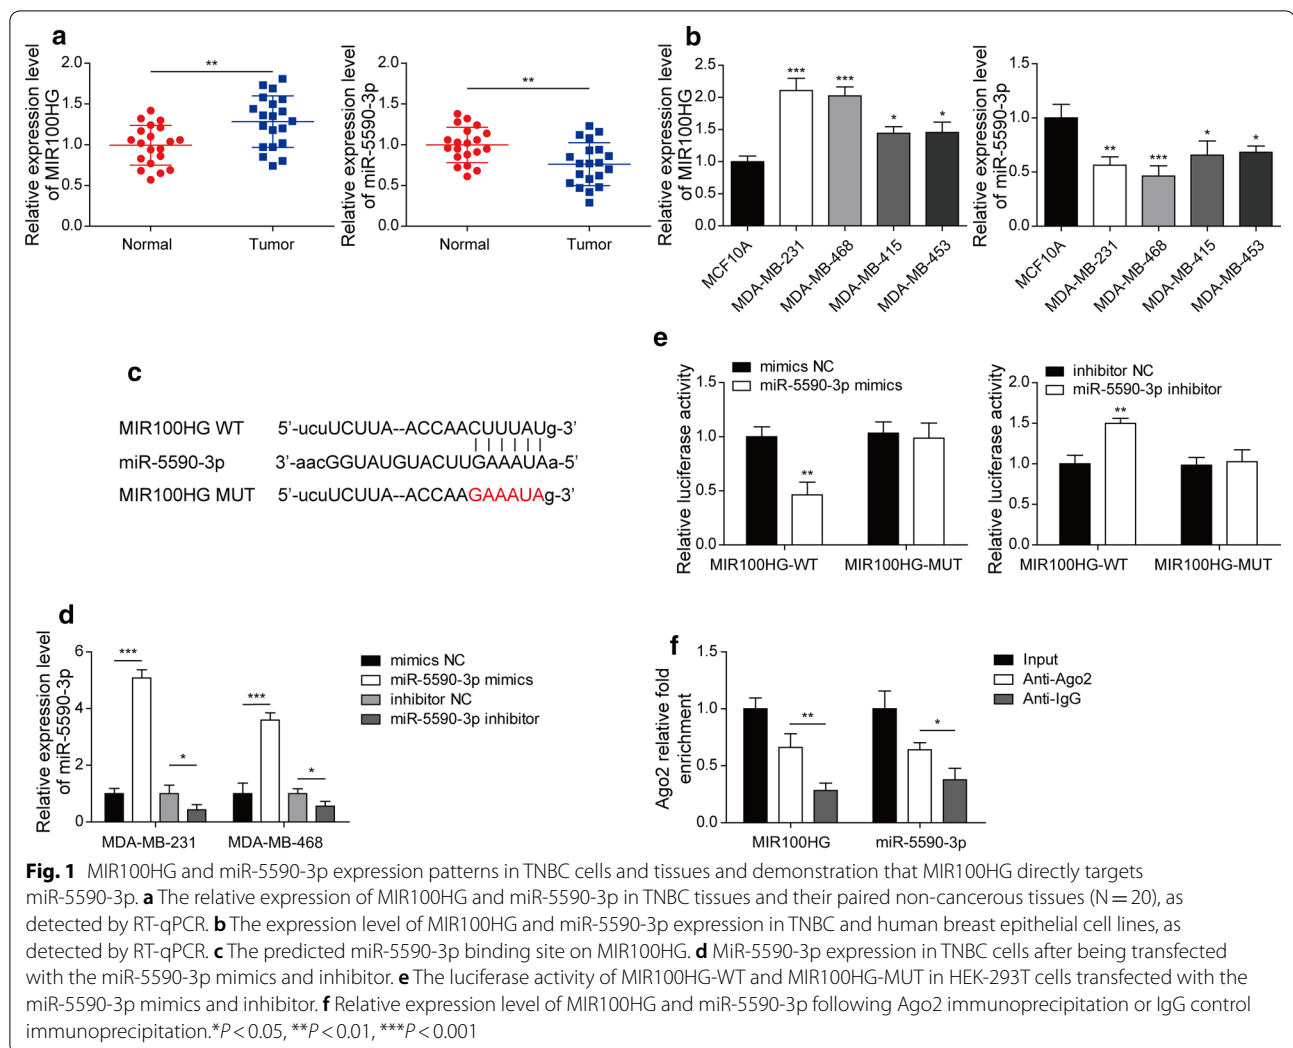 a
Relative expression level
of MIR100HG
2.0
1.5
1.0
0.5
0.0
**
Normal
Tumor
Relative expression level
of miR-5590-3p
2.0
1.5
1.0
0.5
0.0
**
Normal
Tumor
b
Relative expression level
of MIR100HG
2.5
2.0
1.5
1.0
0.5
0.0
***
***
*
*
MCF10A
MDA-MB-231
MDA-MB-468
MDA-MB-415
MDA-MB-453
Relative expression level
of miR-5590-3p
1.5
1.0
0.5
0.0
**
***
*
*
MCF10A
MDA-MB-231
MDA-MB-468
MDA-MB-415
MDA-MB-453
c
MIR100HG WT 5’-ucuUCUUA--ACCAACUUUAUg-3’
miR-5590-3p 3’-aacGGUAUGUACUUGAAAUAa-5’
MIR100HG MUT 5’-ucuUCUUA--ACCAAGAAAUAg-3’
e
Relative luciferase activity
mimics NC
miR-5590-3p mimics
1.5
1.0
0.5
0.0
**
MIR100HG-WT
MIR100HG-MUT
Relative luciferase activity
inhibitor NC
miR-5590-3p inhibitor
2.0
1.5
1.0
0.5
0.0
**
MIR100HG-WT
MIR100HG-MUT
d
Relative expression level
of miR-5590-3p
6
4
2
0
***
*
***
*
MDA-MB-231
MDA-MB-468
mimics NC
miR-5590-3p mimics
inhibitor NC
miR-5590-3p inhibitor
f
Ago2 relative fold
enrichment
1.5
1.0
0.5
0.0
**
*
MIR100HG
miR-5590-3p
Input
Anti-Ago2
Anti-IgG
Fig. 1 MIR100HG and miR-5590-3p expression patterns in TNBC cells and tissues and demonstration that MIR100HG directly targets
miR-5590-3p. a The relative expression of MIR100HG and miR-5590-3p in TNBC tissues and their paired non-cancerous tissues (N = 20), as
detected by RT-qPCR. b The expression level of MIR100HG and miR-5590-3p expression in TNBC and human breast epithelial cell lines, as
detected by RT-qPCR. c The predicted miR-5590-3p binding site on MIR100HG. d MiR-5590-3p expression in TNBC cells after being transfected
with the miR-5590-3p mimics and inhibitor. e The luciferase activity of MIR100HG-WT and MIR100HG-MUT in HEK-293T cells transfected with the
miR-5590-3p mimics and inhibitor. f Relative expression level of MIR100HG and miR-5590-3p following Ago2 immunoprecipitation or IgG control
immunoprecipitation.*P < 0.05, **P < 0.01, ***P < 0.001